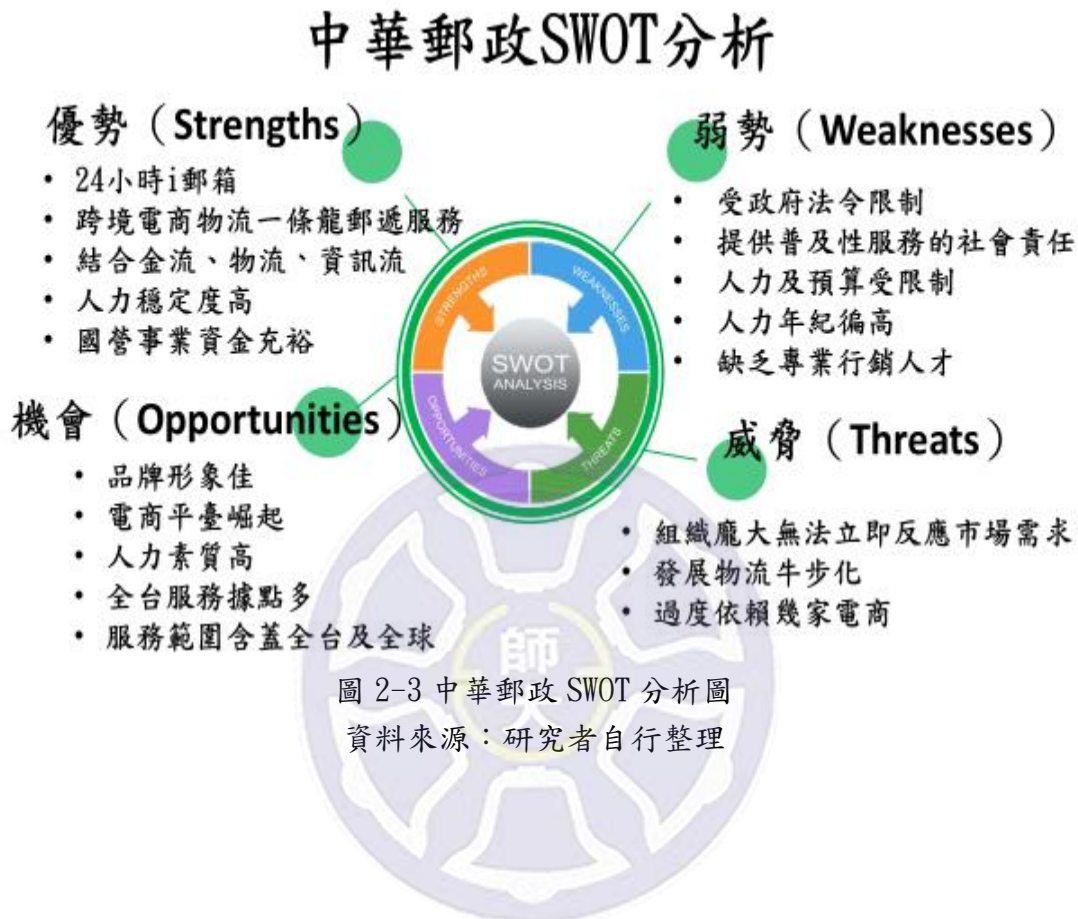 中華郵政SWOT分析
優勢（Strengths）
• 24小時i郵箱
• 跨境電商物流一條龍郵遞服務
• 結合金流、物流、資訊流
• 人力穩定度高
• 國營事業資金充裕
弱勢（Weaknesses）
• 受政府法令限制
• 提供普及性服務的社會責任
• 人力及預算受限制
• 人力年紀偏高
• 缺乏專業行銷人才
STRENGTHS
WEAKNESSES
SWOT
ANALYSIS
OPPORTUNITIES
THREATS
機會（Opportunities）
• 品牌形象佳
• 電商平臺崛起
• 人力素質高
• 全台服務據點多
• 服務範圍含蓋全台及全球
威脅（Threats）
• 組織龐大無法立即反應市場需求
• 發展物流牛步化
• 過度依賴幾家電商
師大
圖 2-3 中華郵政 SWOT 分析圖
資料來源：研究者自行整理